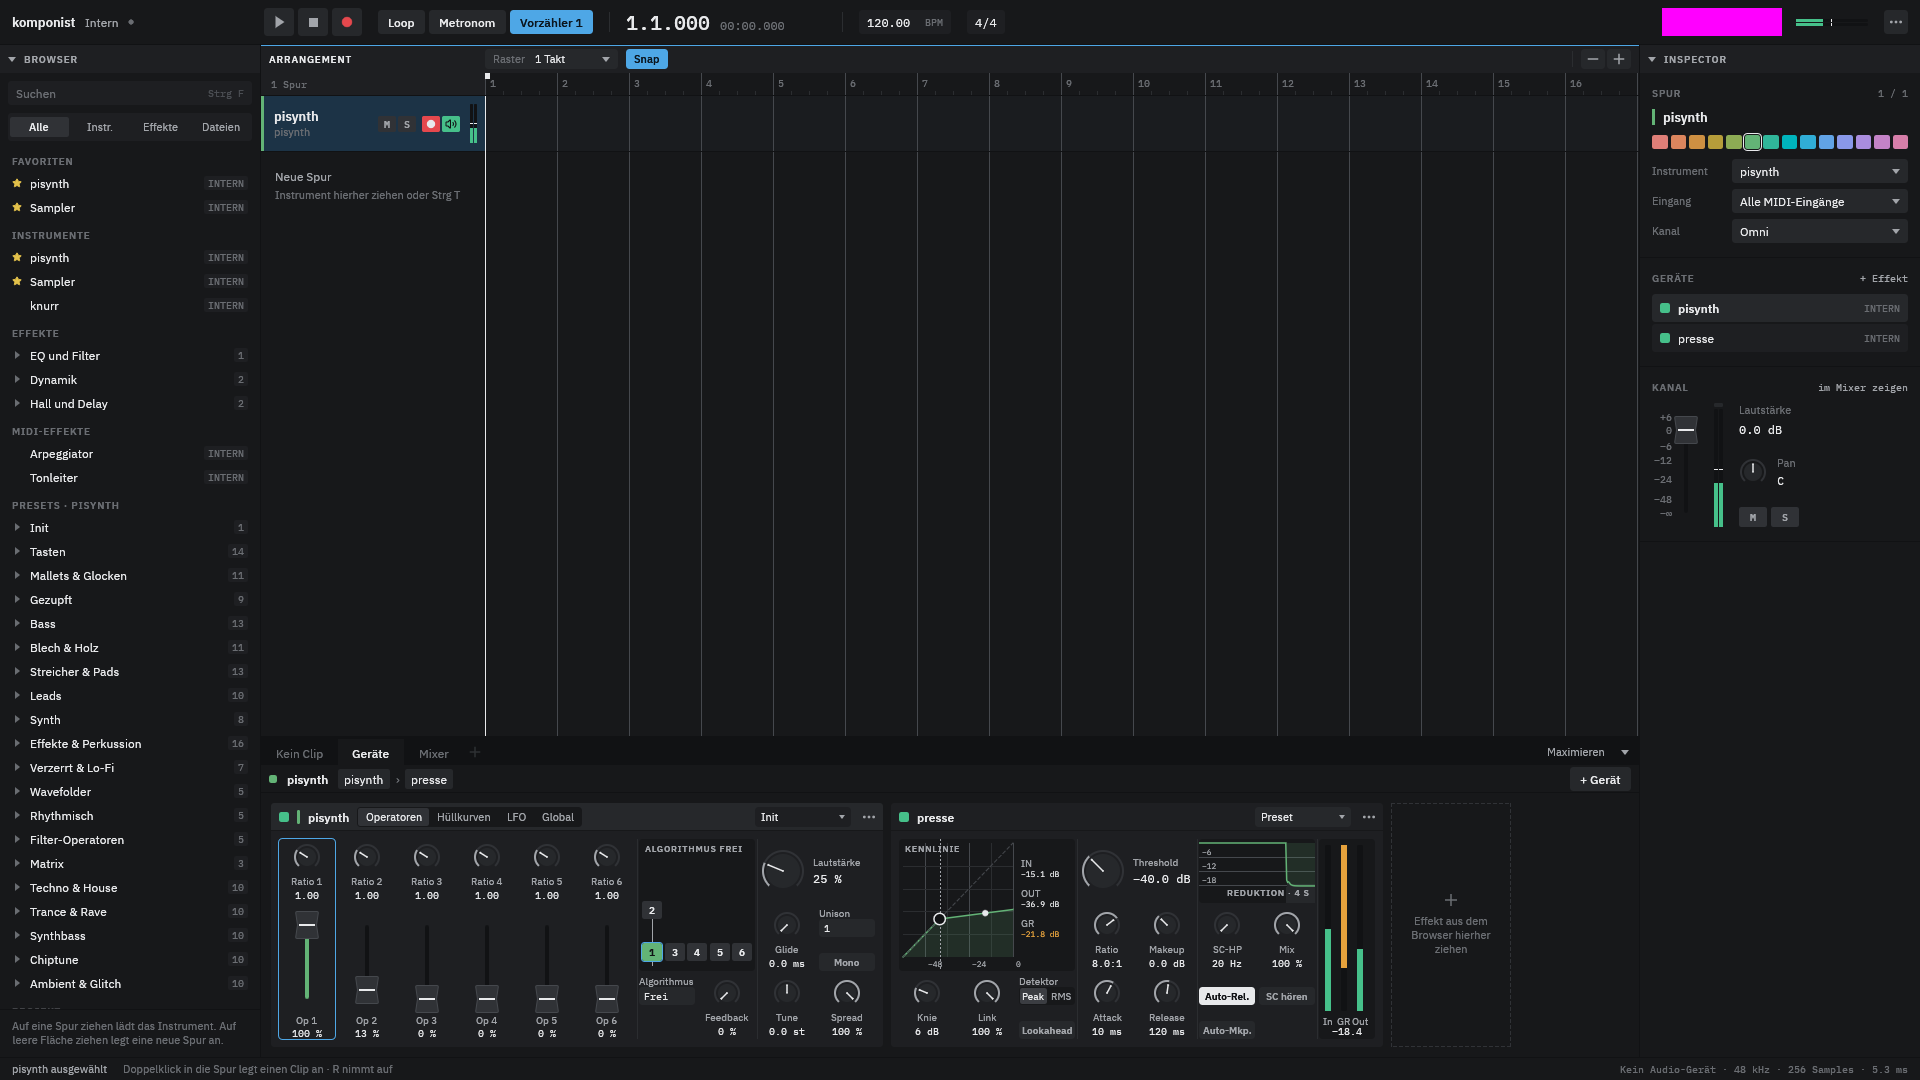 komponist Intern
Loop
Metronom
Vorzähler 1
1.1.000 00:00.000
120.00 BPM
4/4
BROWSER
Suchen Strg F
Alle
Instr.
Effekte
Dateien
FAVORITEN
pisynth INTERN
Sampler INTERN
INSTRUMENTE
pisynth INTERN
Sampler INTERN
knurr INTERN
EFFEKTE
EQ und Filter 1
Dynamik 2
Hall und Delay 2
MIDI-EFFEKTE
Arpeggiator INTERN
Tonleiter INTERN
PRESETS · PISYNTH
Init 1
Tasten 14
Mallets & Glocken 11
Gezupft 9
Bass 13
Blech & Holz 11
Streicher & Pads 13
Leads 10
Synth 8
Effekte & Perkussion 16
Verzerrt & Lo-Fi 7
Wavefolder 5
Rhythmisch 5
Filter-Operatoren 5
Matrix 3
Techno & House 10
Trance & Rave 10
Synthbass 10
Chiptune 10
Ambient & Glitch 10
Auf eine Spur ziehen lädt das Instrument. Auf
leere Fläche ziehen legt eine neue Spur an.
ARRANGEMENT
Raster 1 Takt
Snap
1 Spur
1 2 3 4 5 6 7 8 9 10 11 12 13 14 15 16
pisynth
pisynth
M S
Neue Spur
Instrument hierher ziehen oder Strg T
Kein Clip
Geräte
Mixer
Maximieren
pisynth
pisynth › presse
+ Gerät
pisynth
Operatoren
Hüllkurven
LFO
Global
Init
Ratio 1 Ratio 2 Ratio 3 Ratio 4 Ratio 5 Ratio 6
1.00 1.00 1.00 1.00 1.00 1.00
Op 1 Op 2 Op 3 Op 4 Op 5 Op 6
100 % 13 % 0 % 0 % 0 % 0 %
ALGORITHMUS FREI
2
1 3 4 5 6
Algorithmus
Frei
Feedback
0 %
Lautstärke
25 %
Glide
0.0 ms
Unison
1
Mono
Tune
0.0 st
Spread
100 %
presse
Preset
KENNLINIE
-48 -24 0
IN
-15.1 dB
OUT
-36.9 dB
GR
-21.8 dB
Knie
6 dB
Link
100 %
Detektor
Peak RMS
Lookahead
Threshold
-40.0 dB
Ratio
8.0:1
Makeup
0.0 dB
Attack
10 ms
Release
120 ms
-6
-12
-18
REDUKTION · 4 S
SC-HP
20 Hz
Mix
100 %
Auto-Rel.
SC hören
Auto-Mkp.
In GR Out
-18.4
Effekt aus dem
Browser hierher
ziehen
INSPECTOR
SPUR 1 / 1
pisynth
Instrument pisynth
Eingang Alle MIDI-Eingänge
Kanal Omni
GERÄTE + Effekt
pisynth INTERN
presse INTERN
KANAL im Mixer zeigen
+6
0
-6
-12
-24
-48
-∞
Lautstärke
0.0 dB
Pan
C
M S
pisynth ausgewählt Doppelklick in die Spur legt einen Clip an · R nimmt auf
Kein Audio-Gerät · 48 kHz · 256 Samples · 5.3 ms